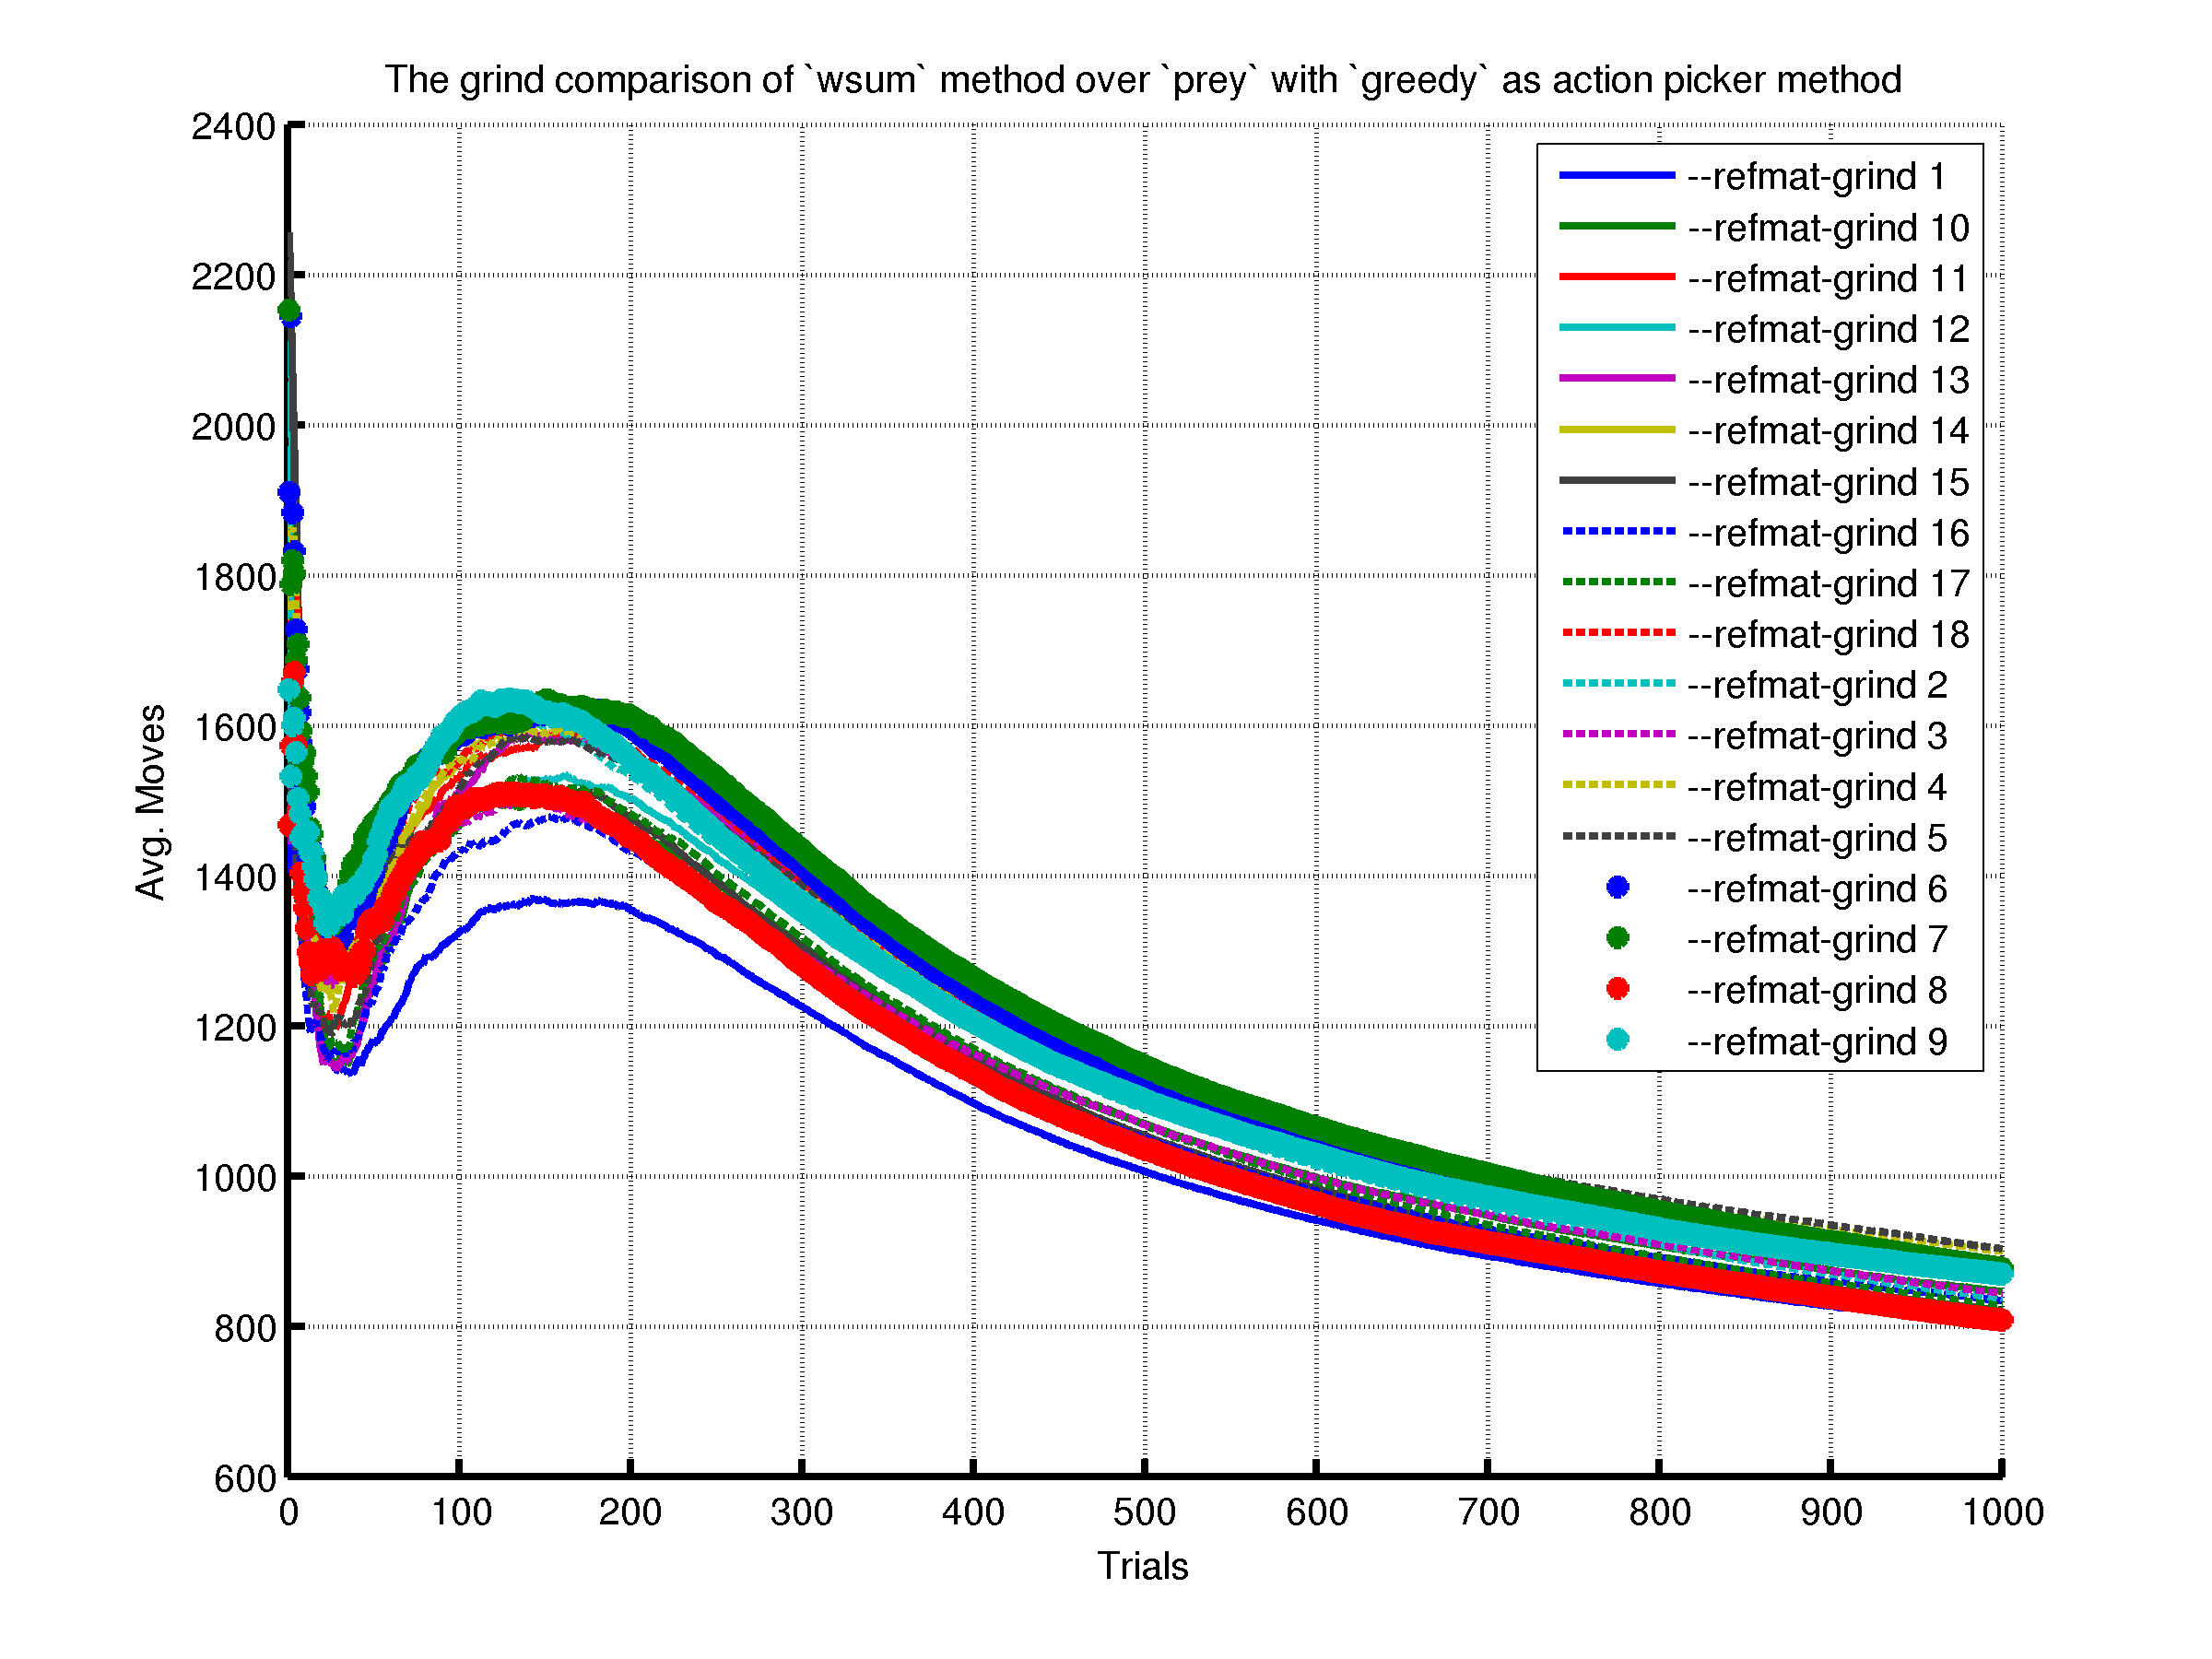 The grind comparison of `wsum` method over `prey` with `greedy` as action picker method
2400
2200
2000
1800
1600
1400
1200
1000
800
600
Avg. Moves
0 100 200 300 400 500 600 700 800 900 1000
Trials
--refmat-grind 1
--refmat-grind 10
--refmat-grind 11
--refmat-grind 12
--refmat-grind 13
--refmat-grind 14
--refmat-grind 15
--refmat-grind 16
--refmat-grind 17
--refmat-grind 18
--refmat-grind 2
--refmat-grind 3
--refmat-grind 4
--refmat-grind 5
--refmat-grind 6
--refmat-grind 7
--refmat-grind 8
--refmat-grind 9